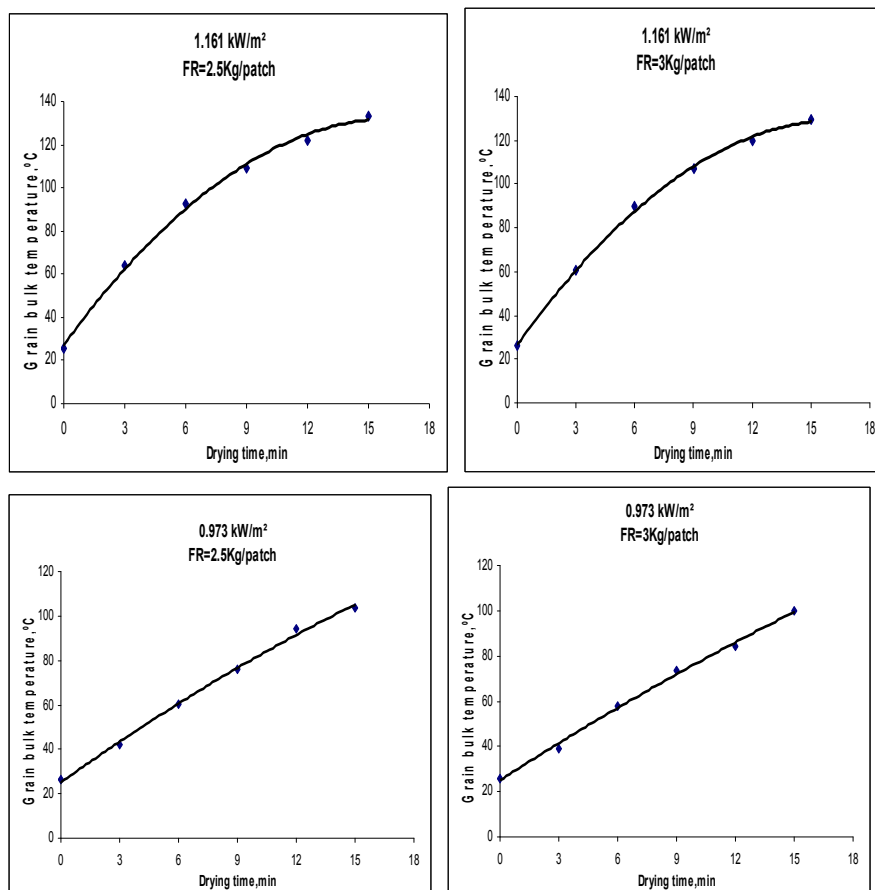 1.161 kW/m²
FR=2.5Kg/patch
Grain bulk temperature,ºC
140
120
100
80
60
40
20
0
0 3 6 9 12 15 18
Drying time,min
1.161 kW/m²
FR=3Kg/patch
Grain bulk temperature,ºC
140
120
100
80
60
40
20
0
0 3 6 9 12 15 18
Drying time,min
0.973 kW/m²
FR=2.5Kg/patch
Grain bulk temperature,ºC
120
100
80
60
40
20
0
0 3 6 9 12 15 18
Drying time,min
0.973 kW/m²
FR=3Kg/patch
Grain bulk temperature,ºC
120
100
80
60
40
20
0
0 3 6 9 12 15 18
Drying time,min